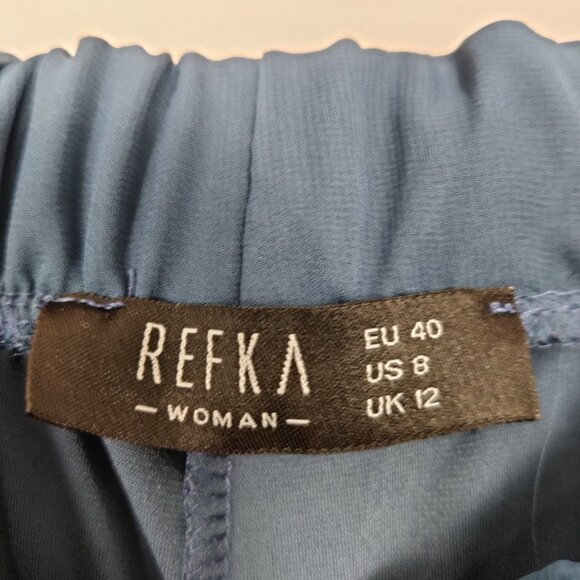 REFKA
— WOMAN —
EU 40
US 8
UK 12